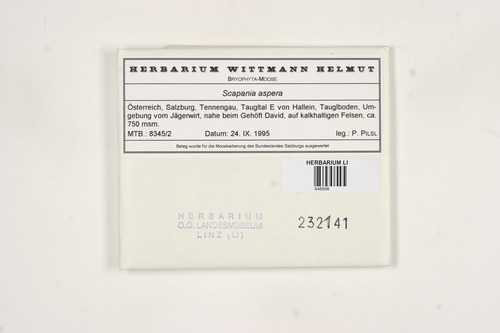 HERBARIUM WITTMANN HELMUT
BRYOPHYTA-MOOSE
Scapania aspera
Österreich, Salzburg, Tennengau, Taugltal E von Hallein, Tauglboden, Um-
gebung vom Jägerwirt, nahe beim Gehöft David, auf kalkhaltigen Felsen, ca.
750 msm.
MTB.: 8345/2 Datum: 24. IX. 1995 leg.: P. PILSL
Beleg wurde für die Mooskartierung des Bundeslandes Salzburgs ausgewertet
HERBARIUM LI
HERBARIUM
O.Ö. LANDESMUSEUM
LINZ (LI)
232141